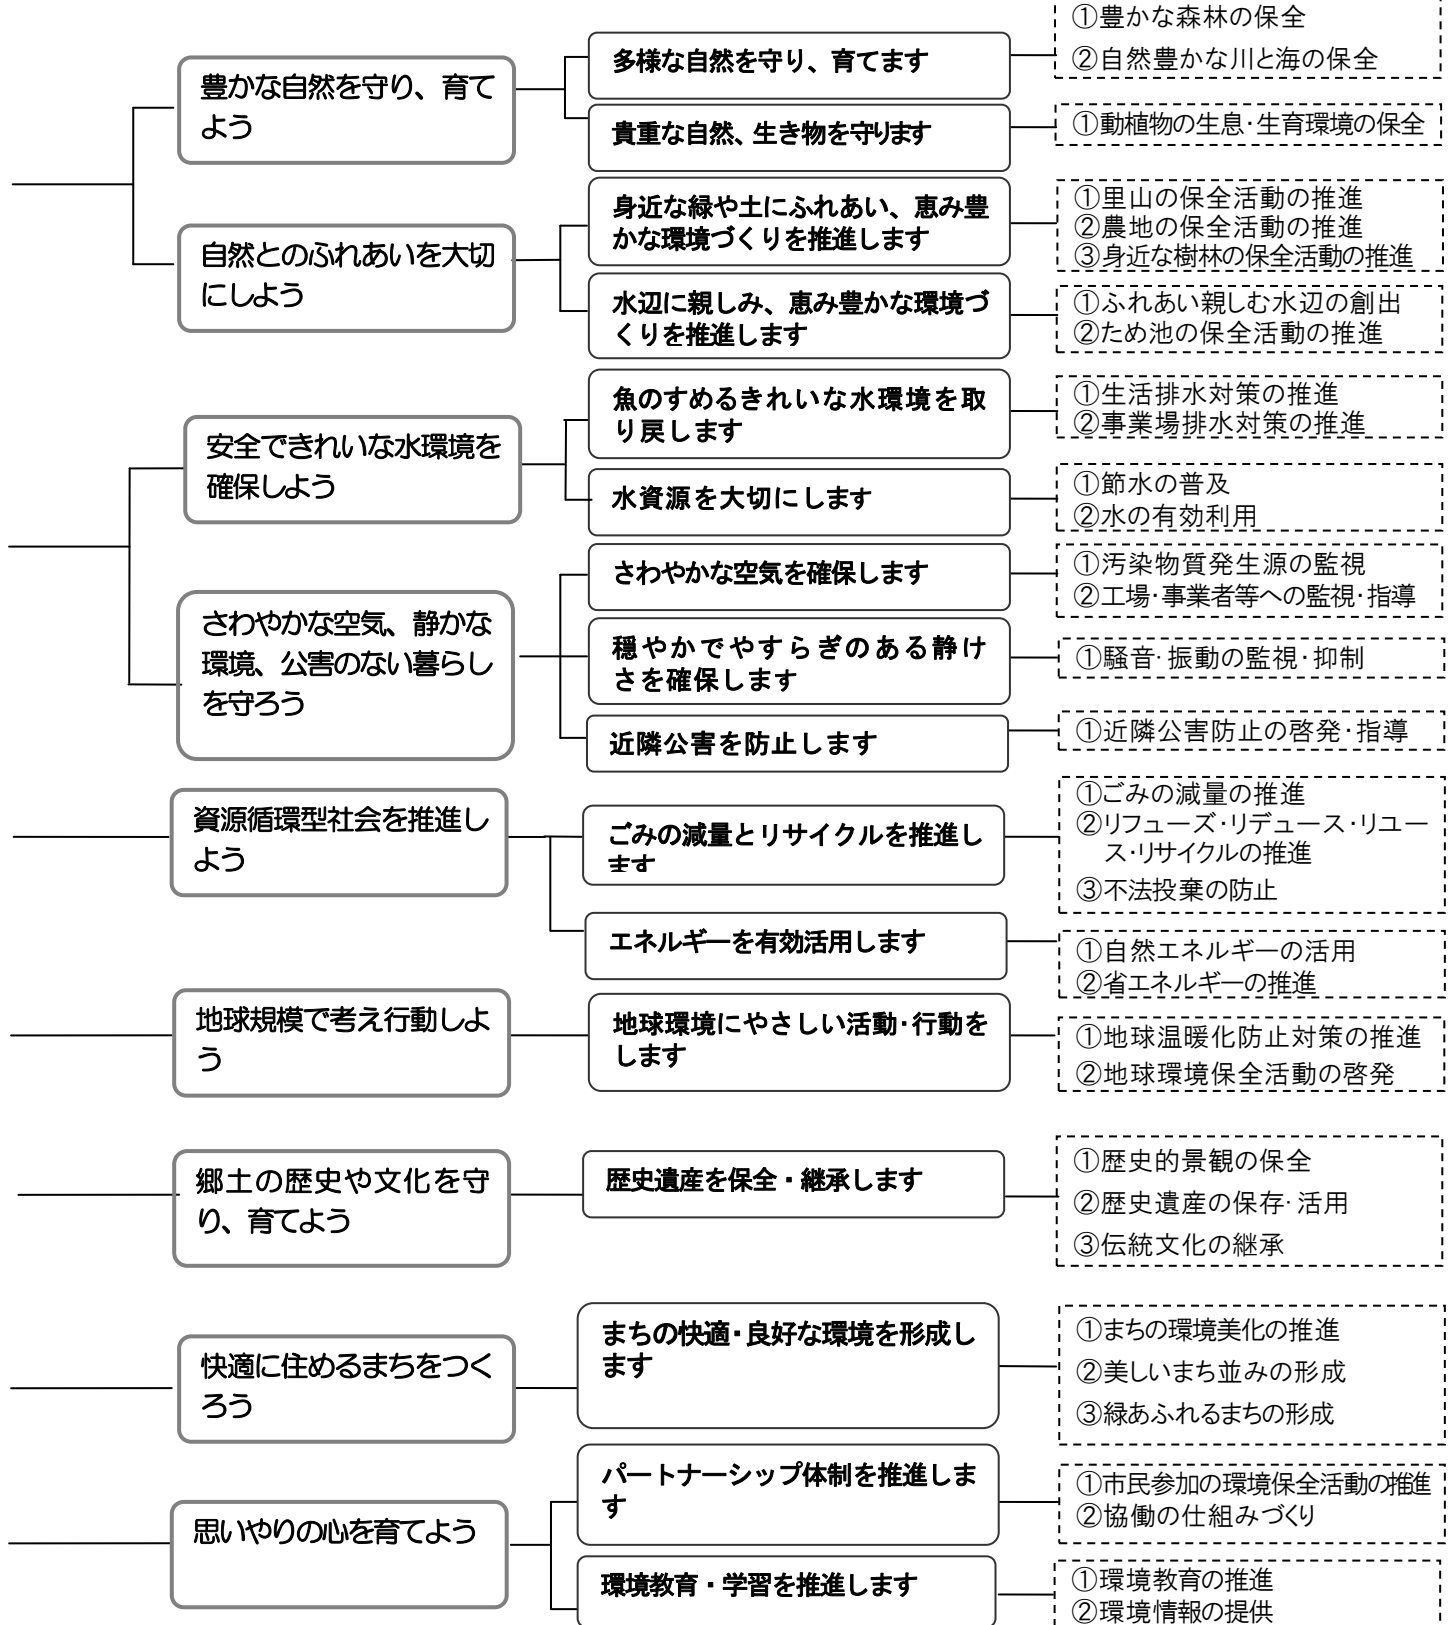 ①豊かな森林の保全
②自然豊かな川と海の保全
豊かな自然を守り、育て
よう
多様な自然を守り、育てます
貴重な自然、生き物を守ります
①動植物の生息･生育環境の保全
自然とのふれあいを大切
にしよう
身近な緑や土にふれあい、恵み豊
かな環境づくりを推進します
①里山の保全活動の推進
②農地の保全活動の推進
③身近な樹林の保全活動の推進
水辺に親しみ、恵み豊かな環境づ
くりを推進します
①ふれあい親しむ水辺の創出
②ため池の保全活動の推進
安全できれいな水環境を
確保しよう
魚のすめるきれいな水環境を取
り戻します
①生活排水対策の推進
②事業場排水対策の推進
水資源を大切にします
①節水の普及
②水の有効利用
さわやかな空気、静かな
環境、公害のない暮らし
を守ろう
さわやかな空気を確保します
①汚染物質発生源の監視
②工場･事業者等への監視･指導
穏やかでやすらぎのある静け
さを確保します
①騒音･振動の監視･抑制
近隣公害を防止します
①近隣公害防止の啓発･指導
資源循環型社会を推進し
よう
ごみの減量とリサイクルを推進し
ます
①ごみの減量の推進
②リフューズ･リデュース･リユー
ス･リサイクルの推進
③不法投棄の防止
エネルギーを有効活用します
①自然エネルギーの活用
②省エネルギーの推進
地球規模で考え行動しよ
う
地球環境にやさしい活動･行動を
します
①地球温暖化防止対策の推進
②地球環境保全活動の啓発
郷土の歴史や文化を守
り、育てよう
歴史遺産を保全・継承します
①歴史的景観の保全
②歴史遺産の保存･活用
③伝統文化の継承
快適に住めるまちをつく
ろう
まちの快適・良好な環境を形成し
ます
①まちの環境美化の推進
②美しいまち並みの形成
③緑あふれるまちの形成
思いやりの心を育てよう
パートナーシップ体制を推進しま
す
①市民参加の環境保全活動の推進
②協働の仕組みづくり
環境教育・学習を推進します
①環境教育の推進
②環境情報の提供